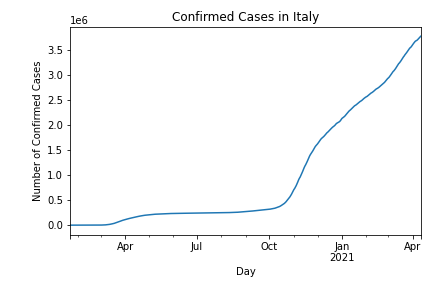 Confirmed Cases in Italy
1e6
3.5
3.0
2.5
2.0
1.5
1.0
0.5
0.0
Number of Confirmed Cases
Apr Jul Oct Jan Apr
2021
Day